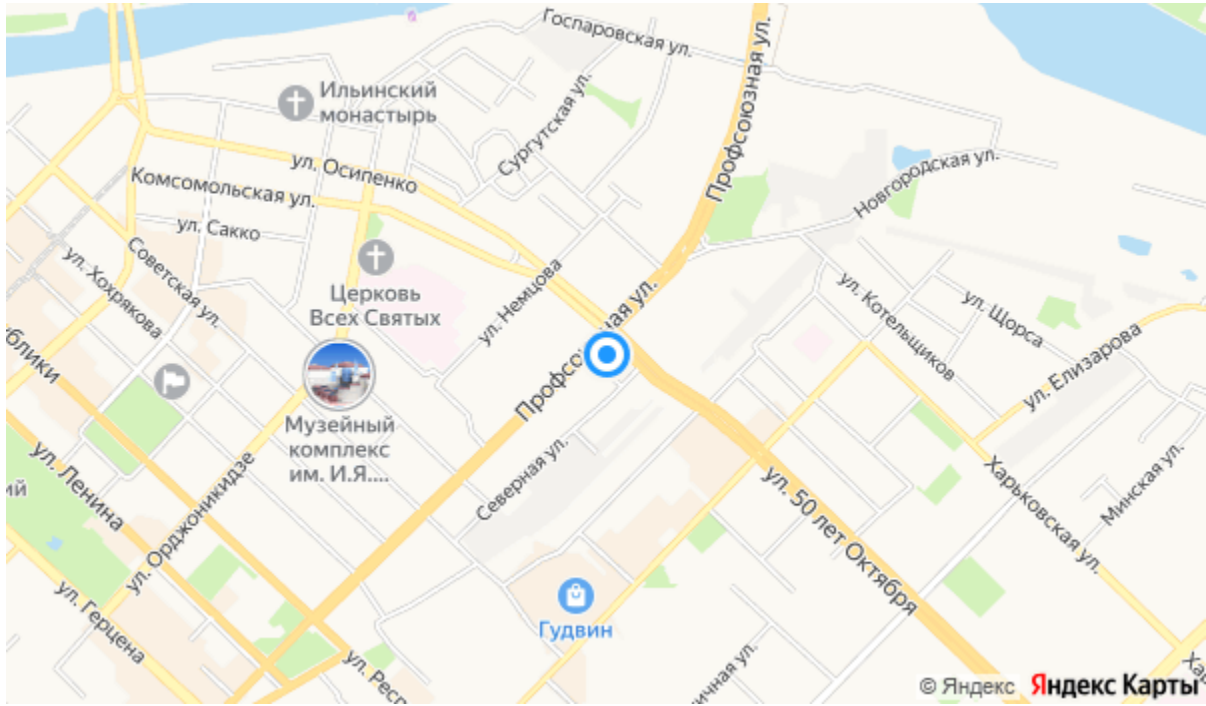 Госпаровская ул.
Профсоюзная ул.
Ильинский
монастырь
Сургутская ул.
ул. Осипенко
Новгородская ул.
Комсомольская ул.
ул. Сакко
Советская ул.
ул. Хохрякова
Церковь
Всех Святых
ул. Немцова
ул. Котельщиков
ул. Щорса
ул. Елизарова
ул. Ленина
Музейный
комплекс
им. И.Я....
Северная ул.
ул. 50 лет Октября
Харьковская ул.
Минская ул.
ул. Орджоникидзе
ул. Герцена
Гудвин
© Яндекс Яндекс Карты